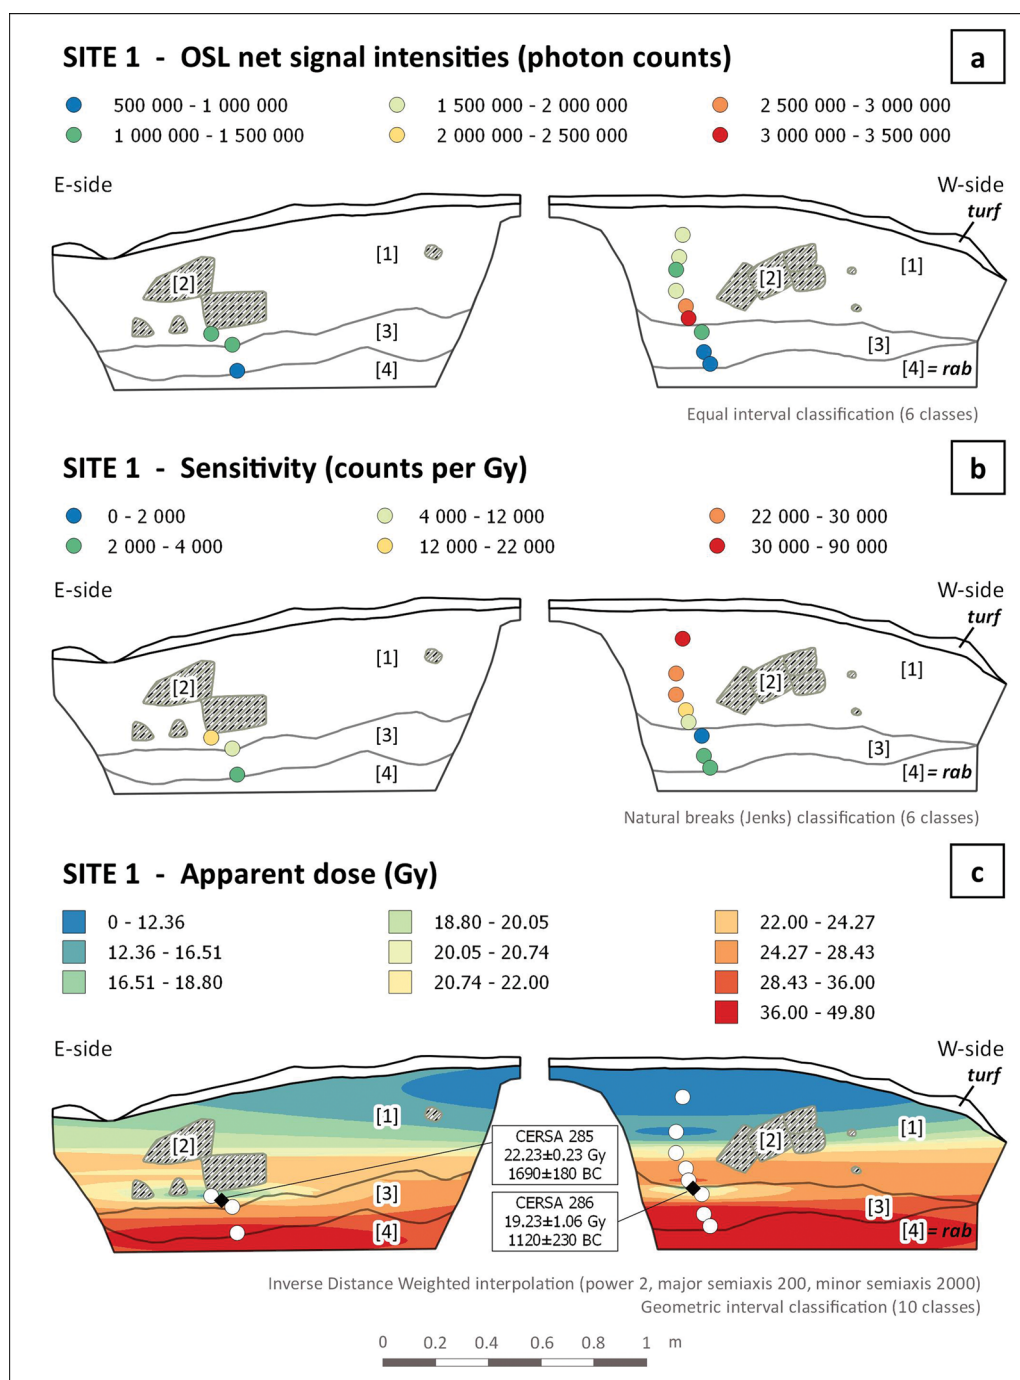 SITE 1 - OSL net signal intensities (photon counts)
a
500 000 - 1 000 000
1 500 000 - 2 000 000
2 500 000 - 3 000 000
1 000 000 - 1 500 000
2 000 000 - 2 500 000
3 000 000 - 3 500 000
E-side
W-side
turf
[1]
[2]
[3]
[4]
[1]
[2]
[3]
[4] = rab
Equal interval classification (6 classes)
SITE 1 - Sensitivity (counts per Gy)
b
0 - 2 000
4 000 - 12 000
22 000 - 30 000
2 000 - 4 000
12 000 - 22 000
30 000 - 90 000
E-side
W-side
turf
[1]
[2]
[3]
[4]
[1]
[2]
[3]
[4] = rab
Natural breaks (Jenks) classification (6 classes)
SITE 1 - Apparent dose (Gy)
c
0 - 12.36
18.80 - 20.05
22.00 - 24.27
12.36 - 16.51
20.05 - 20.74
24.27 - 28.43
16.51 - 18.80
20.74 - 22.00
28.43 - 36.00
36.00 - 49.80
E-side
W-side
turf
[1]
[2]
[3]
[4]
CERSA 285
22.23±0.23 Gy
1690±180 BC
CERSA 286
19.23±1.06 Gy
1120±230 BC
[1]
[2]
[3]
[4] = rab
Inverse Distance Weighted interpolation (power 2, major semiaxis 200, minor semiaxis 2000)
Geometric interval classification (10 classes)
0 0.2 0.4 0.6 0.8 1 m